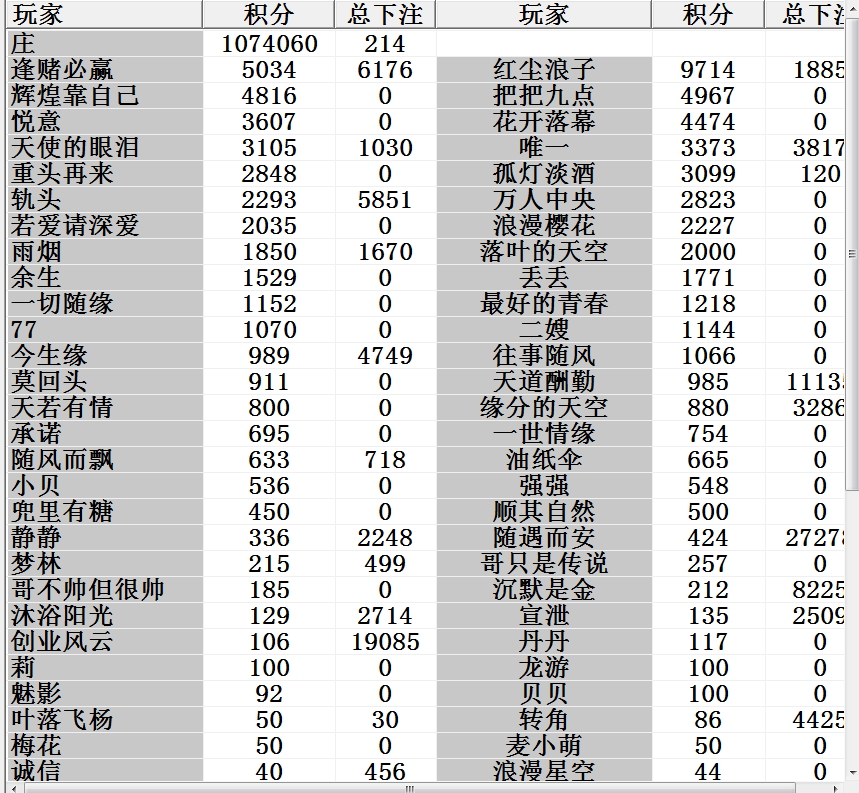 玩家 积分 总下注 玩家 积分 总下注
庄 1074060 214
逢赌必赢 5034 6176 红尘浪子 9714 1885
辉煌靠自己 4816 0 把把九点 4967 0
悦意 3607 0 花开落幕 4474 0
天使的眼泪 3105 1030 唯一 3373 3817
重头再来 2848 0 孤灯淡酒 3099 120
轨头 2293 5851 万人中央 2823 0
若爱请深爱 2035 0 浪漫樱花 2227 0
雨烟 1850 1670 落叶的天空 2000 0
余生 1529 0 丢丢 1771 0
一切随缘 1152 0 最好的青春 1218 0
77 1070 0 二嫂 1144 0
今生缘 989 4749 往事随风 1066 0
莫回头 911 0 天道酬勤 985 11135
天若有情 800 0 缘分的天空 880 3286
承诺 695 0 一世情缘 754 0
随风而飘 633 718 油纸伞 665 0
小贝 536 0 强强 548 0
兜里有糖 450 0 顺其自然 500 0
静静 336 2248 随遇而安 424 27278
梦林 215 499 哥只是传说 257 0
哥不帅但很帅 185 0 沉默是金 212 8225
沐浴阳光 129 2714 宣泄 135 2509
创业风云 106 19085 丹丹 117 0
莉 100 0 龙游 100 0
魅影 92 0 贝贝 100 0
叶落飞杨 50 30 转角 86 4425
梅花 50 0 麦小萌 50 0
诚信 40 456 浪漫星空 44 0